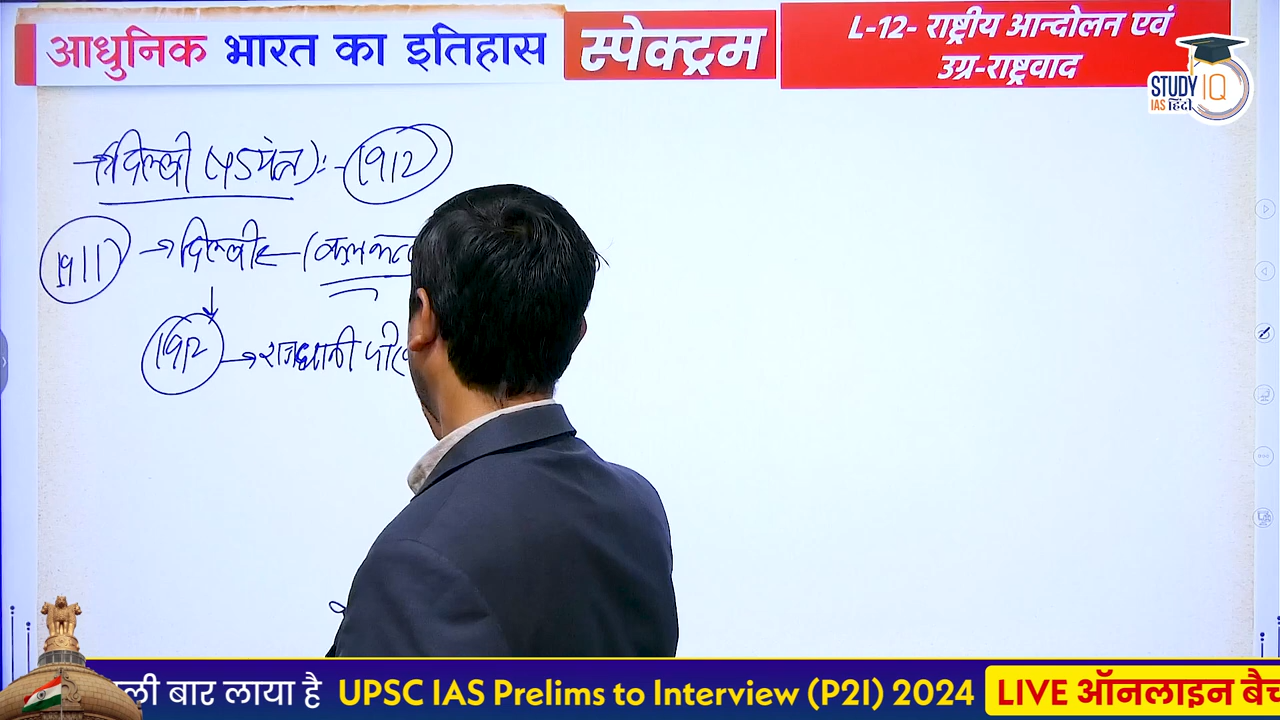 आधुनिक भारत का इतिहास
स्पेक्ट्रम
L-12- राष्ट्रीय आन्दोलन एवं
उग्र-राष्ट्रवाद
STUDY IQ
IAS हिंदी
→ दिल्ली षडयंत्र):- 1912
1911 → दिल्ली (कलकत्
1912 → राजधानी
ली बार लाया है UPSC IAS Prelims to Interview (P2I) 2024 LIVE ऑनलाइन बैच